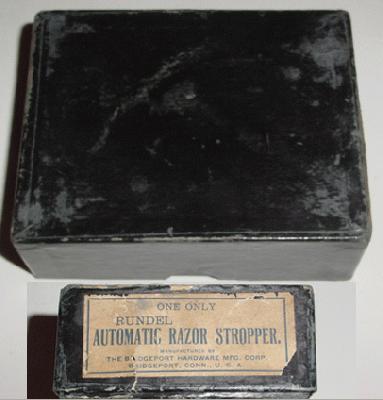 ONE ONLY
RUNDEL
AUTOMATIC RAZOR STROPPER.
MANUFACTURED BY
THE BRIDGEPORT HARDWARE MFG. CORP.
BRIDGEPORT, CONN., U. S. A.